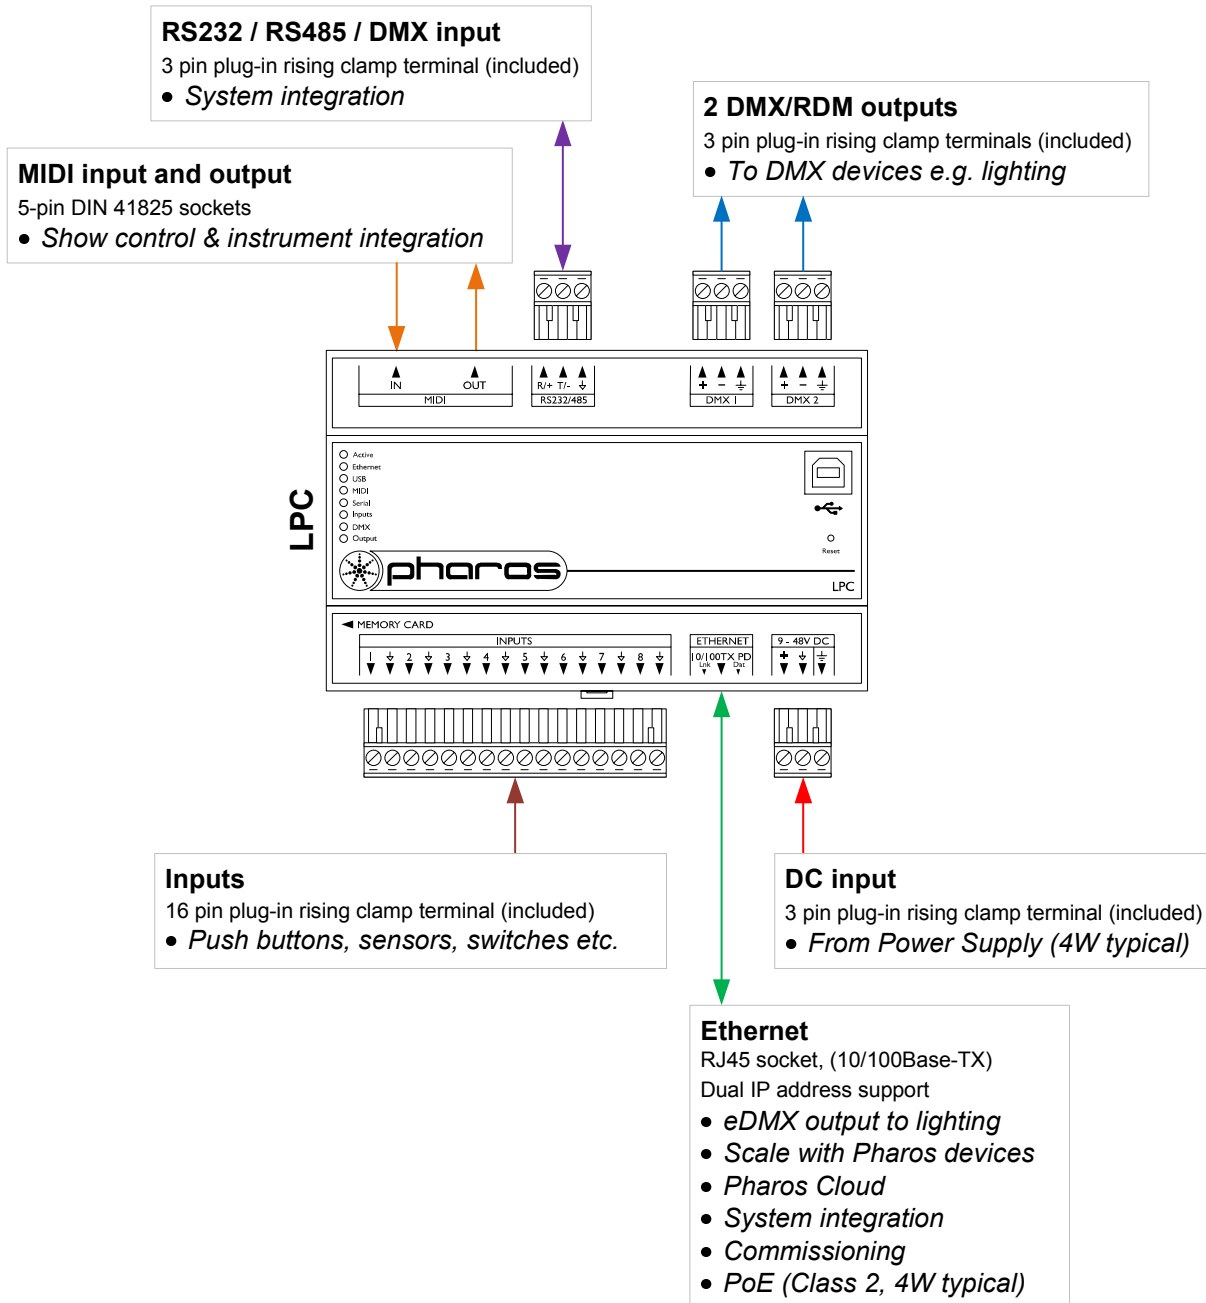 RS232 / RS485 / DMX input
3 pin plug-in rising clamp terminal (included)
• System integration
2 DMX/RDM outputs
3 pin plug-in rising clamp terminals (included)
• To DMX devices e.g. lighting
MIDI input and output
5-pin DIN 41825 sockets
• Show control & instrument integration
IN OUT
MIDI
R/+ T/-
RS232/485
+ −
DMX 1
+ −
DMX 2
LPC
Active
Ethernet
USB
MIDI
Serial
Inputs
DMX
Output
Reset
pharos
LPC
MEMORY CARD
INPUTS
1 2 3 4 5 6 7 8
ETHERNET
10/100TX PD
Lnk Dat
9 - 48V DC
+
Inputs
16 pin plug-in rising clamp terminal (included)
• Push buttons, sensors, switches etc.
DC input
3 pin plug-in rising clamp terminal (included)
• From Power Supply (4W typical)
Ethernet
RJ45 socket, (10/100Base-TX)
Dual IP address support
• eDMX output to lighting
• Scale with Pharos devices
• Pharos Cloud
• System integration
• Commissioning
• PoE (Class 2, 4W typical)